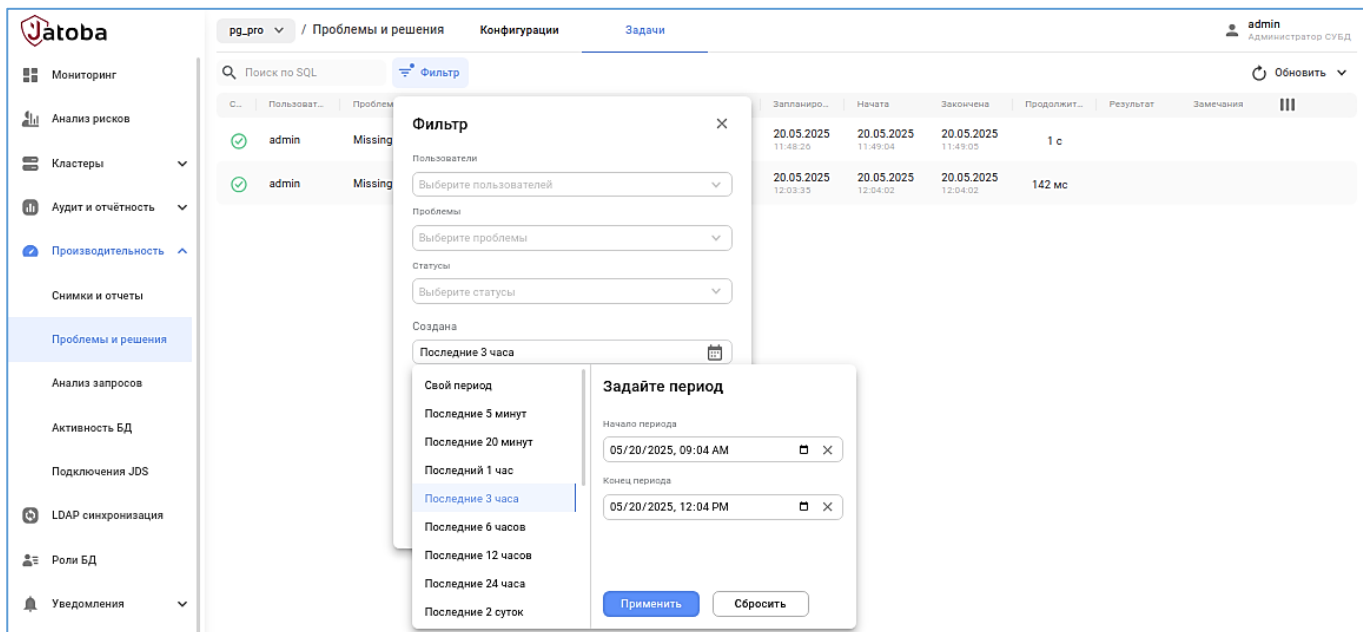 Jatoba
pg_pro / Проблемы и решения Конфигурации Задачи
admin
Администратор СУБД
Мониторинг
Анализ рисков
Кластеры
Аудит и отчётность
Производительность
Снимки и отчеты
Проблемы и решения
Анализ запросов
Активность БД
Подключения JDS
LDAP синхронизация
Роли БД
Уведомления
Поиск по SQL Фильтр Обновить
С... Пользоват... Проблем Запланиро... Начата Закончена Продолжит... Результат Замечания
admin Missing 20.05.2025 20.05.2025 20.05.2025 1 с
11:48:26 11:49:04 11:49:05
admin Missing 20.05.2025 20.05.2025 20.05.2025 142 мс
12:03:35 12:04:02 12:04:02
Фильтр
Пользователи
Выберите пользователей
Проблемы
Выберите проблемы
Статусы
Выберите статусы
Создана
Последние 3 часа
Свой период
Последние 5 минут
Последние 20 минут
Последний 1 час
Последние 3 часа
Последние 6 часов
Последние 12 часов
Последние 24 часа
Последние 2 суток
Задайте период
Начало периода
05/20/2025, 09:04 AM
Конец периода
05/20/2025, 12:04 PM
Применить Сбросить